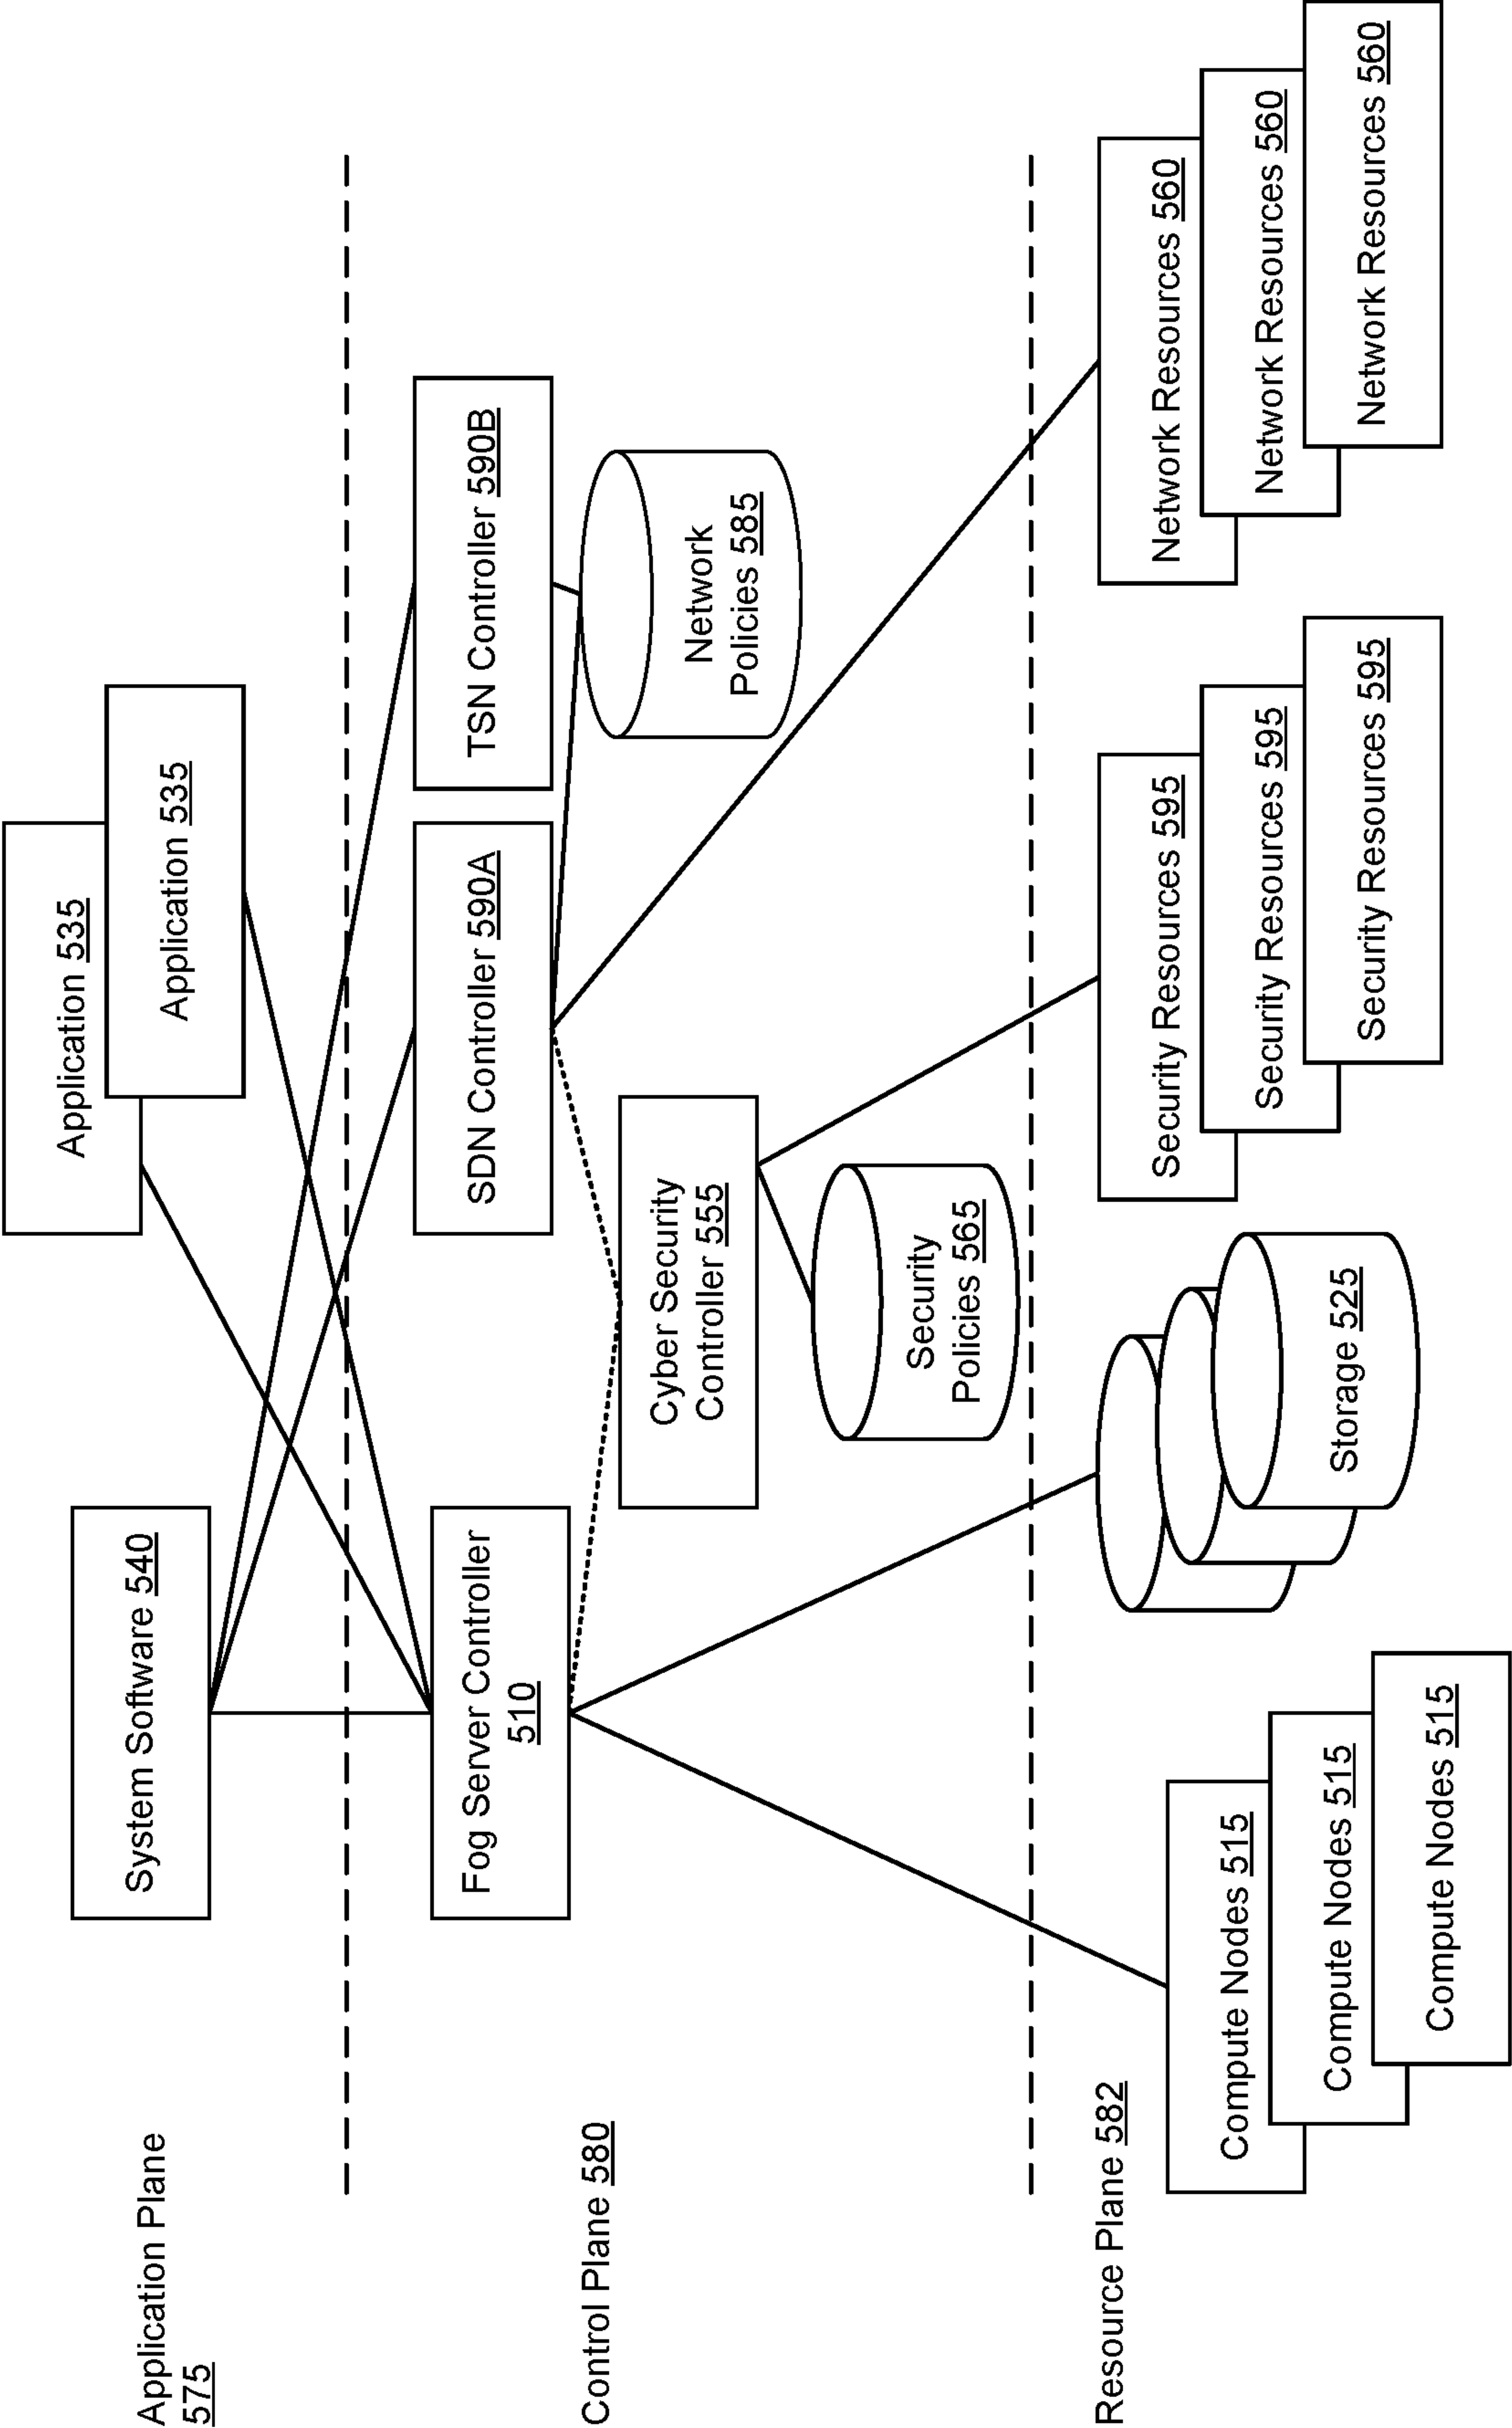 Application Plane
575
System Software 540
Application 535
Application 535
Control Plane 580
Fog Server Controller
510
SDN Controller 590A
TSN Controller 590B
Cyber Security
Controller 555
Network
Policies 585
Security
Policies 565
Resource Plane 582
Compute Nodes 515
Compute Nodes 515
Compute Nodes 515
Storage 525
Security Resources 595
Security Resources 595
Security Resources 595
Network Resources 560
Network Resources 560
Network Resources 560